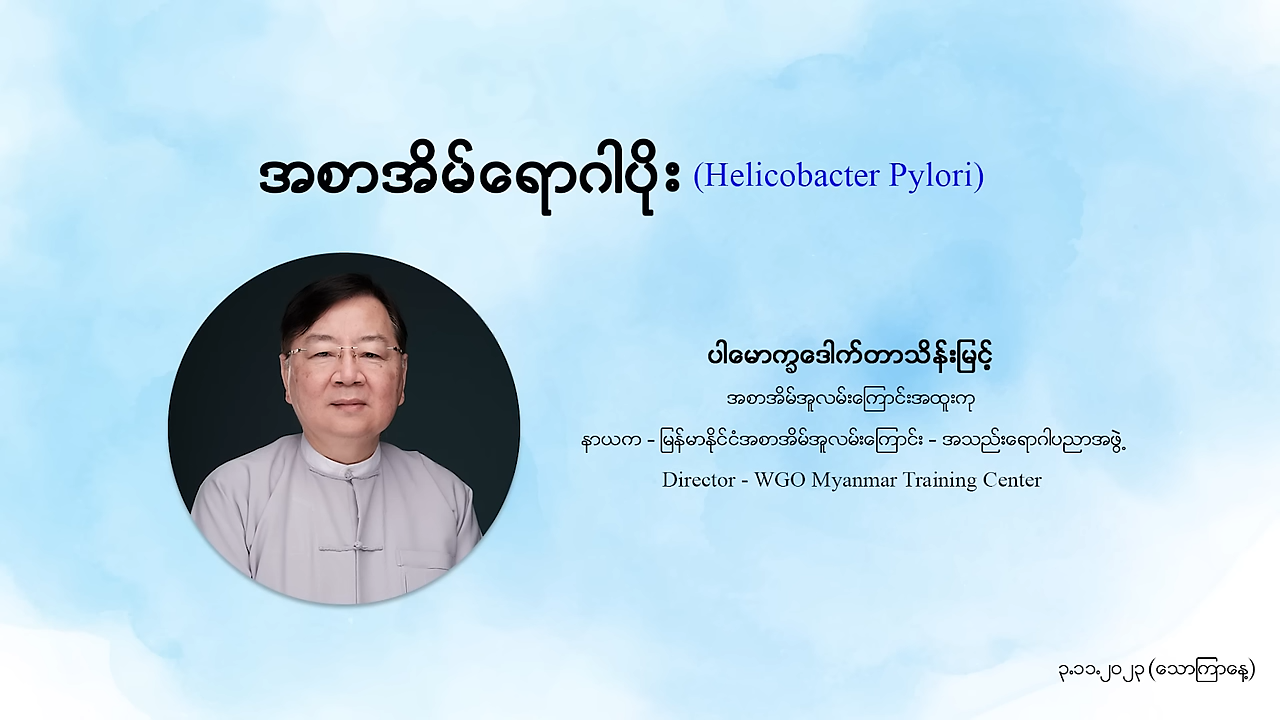 အစာအိမ်ရောဂါပိုး (Helicobacter Pylori)
ပါမောက္ခဒေါက်တာသိန်းမြင့်
အစာအိမ်အူလမ်းကြောင်းအထူးကု
နာယက - မြန်မာနိုင်ငံအစာအိမ်အူလမ်းကြောင်း - အသည်းရောဂါပညာအဖွဲ့
Director - WGO Myanmar Training Center
၃.၁၁.၂၀၂၃ (သောကြာနေ့)